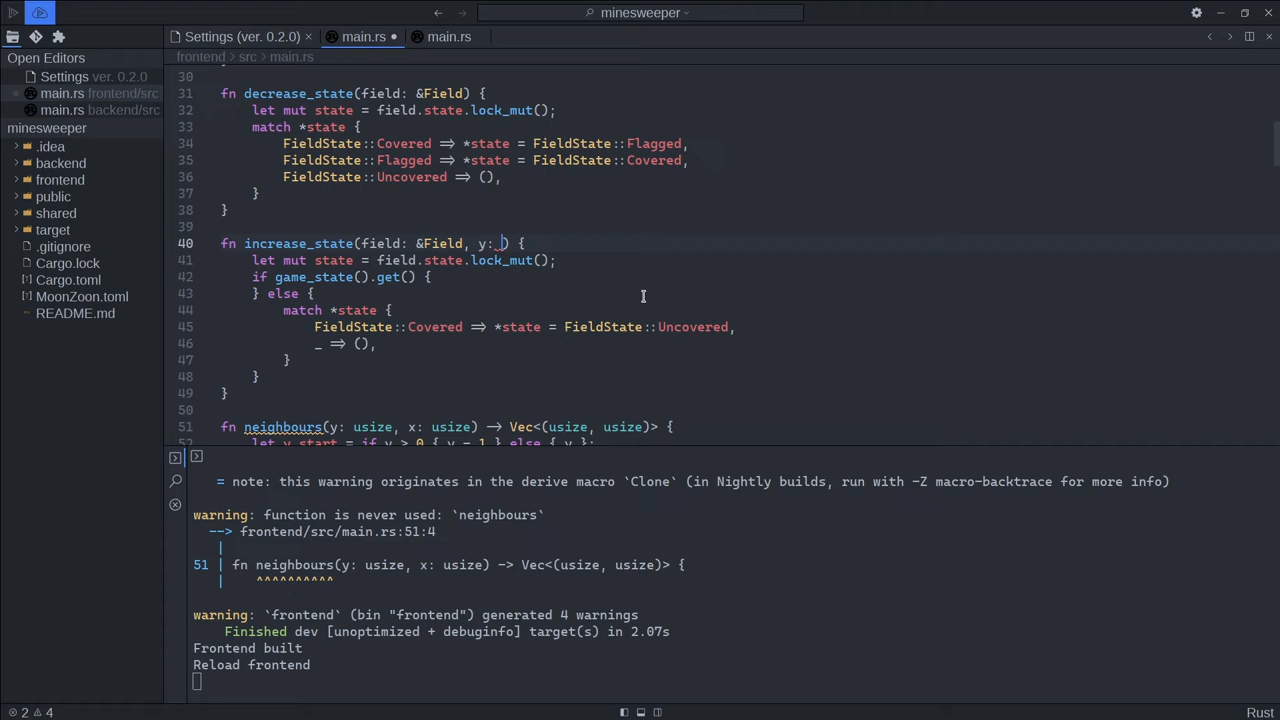 minesweeper
Settings (ver. 0.2.0) × main.rs ● main.rs
frontend > src > main.rs
Open Editors
Settings ver. 0.2.0
main.rs frontend/src
main.rs backend/src
minesweeper
.idea
backend
frontend
public
shared
target
.gitignore
Cargo.lock
Cargo.toml
MoonZoon.toml
README.md
30
31 fn decrease_state(field: &Field) {
32 let mut state = field.state.lock_mut();
33 match *state {
34 FieldState::Covered => *state = FieldState::Flagged,
35 FieldState::Flagged => *state = FieldState::Covered,
36 FieldState::Uncovered => (),
37 }
38 }
39
40 fn increase_state(field: &Field, y: ) {
41 let mut state = field.state.lock_mut();
42 if game_state().get() {
43 } else {
44 match *state {
45 FieldState::Covered => *state = FieldState::Uncovered,
46 _ => (),
47 }
48 }
49 }
50
51 fn neighbours(y: usize, x: usize) -> Vec<(usize, usize)> {
52 let y_start = if y > 0 { y - 1 } else { y };
= note: this warning originates in the derive macro `Clone` (in Nightly builds, run with -Z macro-backtrace for more info)
warning: function is never used: `neighbours`
--> frontend/src/main.rs:51:4
|
51 | fn neighbours(y: usize, x: usize) -> Vec<(usize, usize)> {
| ^^^^^^^^^^
warning: `frontend` (bin "frontend") generated 4 warnings
Finished dev [unoptimized + debuginfo] target(s) in 2.07s
Frontend built
Reload frontend
2 4 Rust